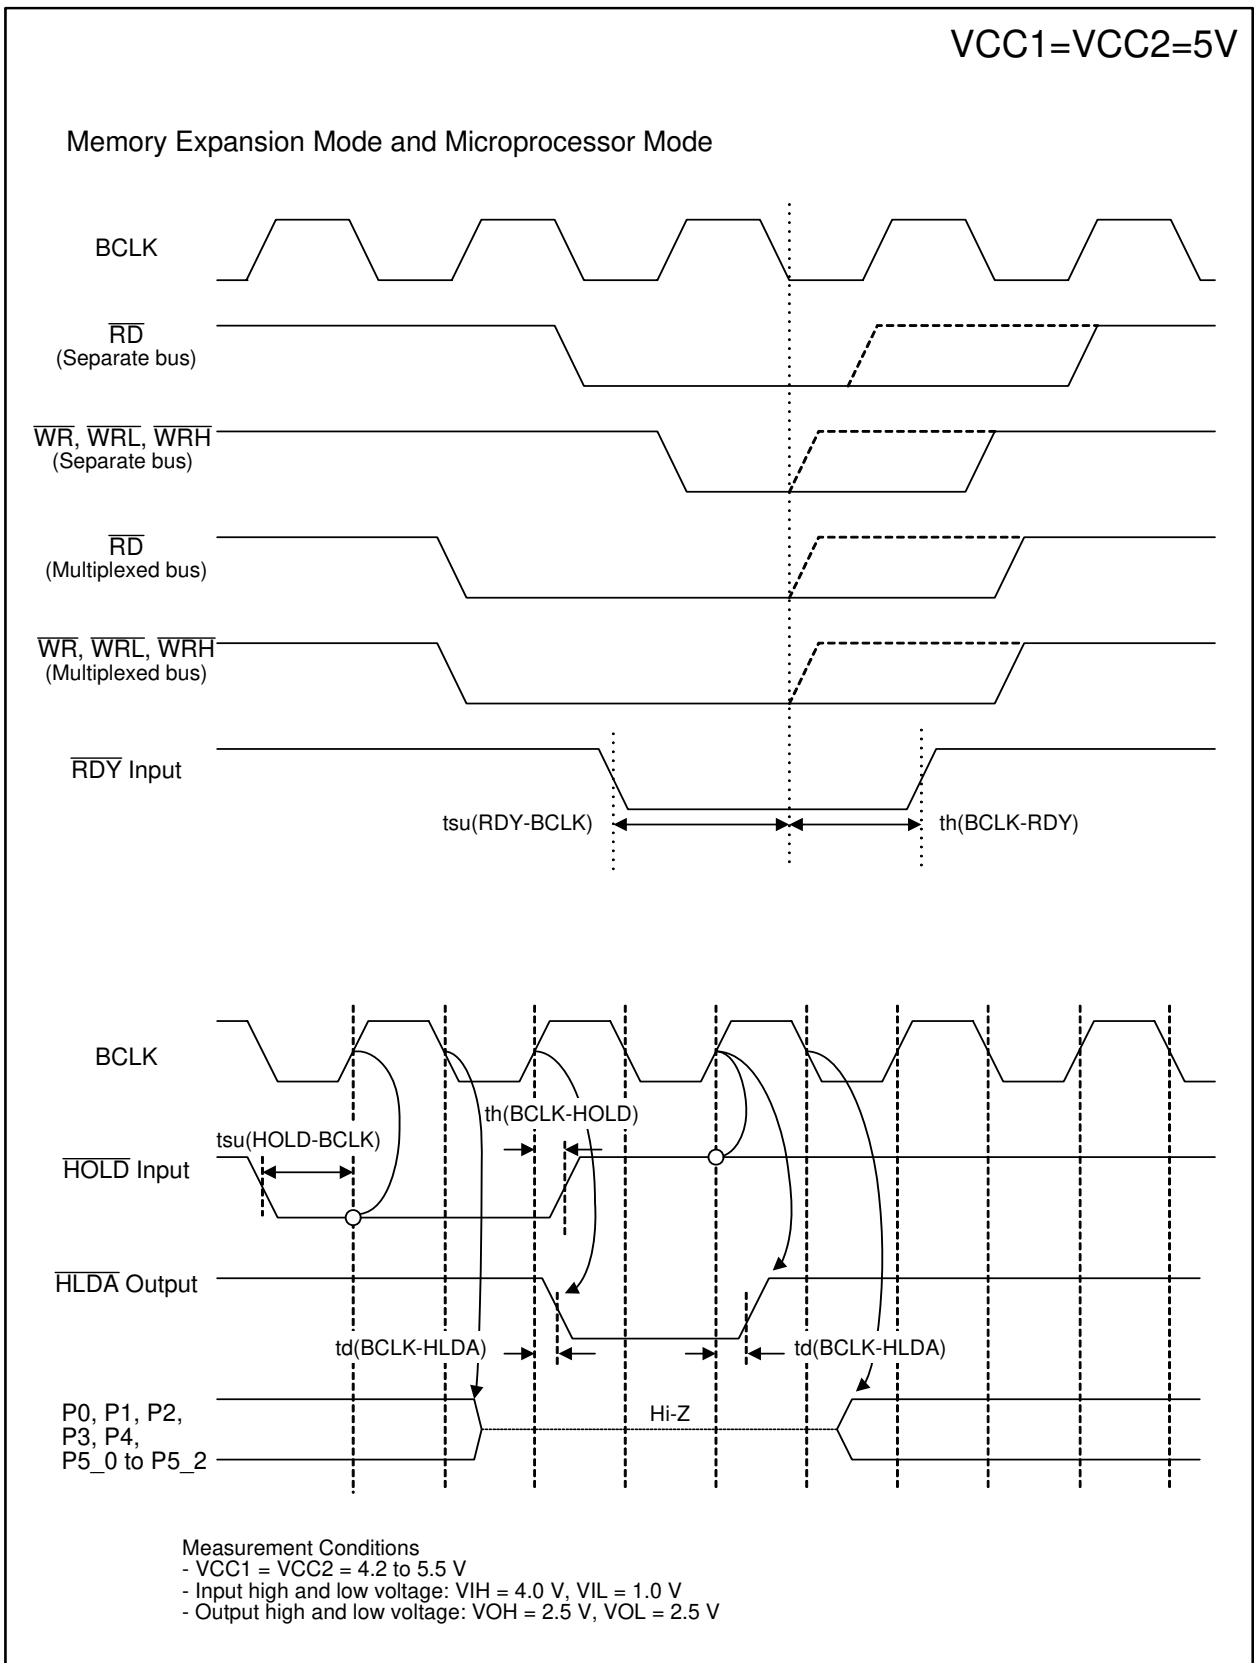 VCC1=VCC2=5V
Memory Expansion Mode and Microprocessor Mode
BCLK
RD
(Separate bus)
WR, WRL, WRH
(Separate bus)
RD
(Multiplexed bus)
WR, WRL, WRH
(Multiplexed bus)
RDY Input
tsu(RDY-BCLK)
th(BCLK-RDY)
BCLK
th(BCLK-HOLD)
tsu(HOLD-BCLK)
HOLD Input
HLDA Output
td(BCLK-HLDA)
td(BCLK-HLDA)
Hi-Z
P0, P1, P2,
P3, P4,
P5_0 to P5_2
Measurement Conditions
- VCC1 = VCC2 = 4.2 to 5.5 V
- Input high and low voltage: VIH = 4.0 V, VIL = 1.0 V
- Output high and low voltage: VOH = 2.5 V, VOL = 2.5 V